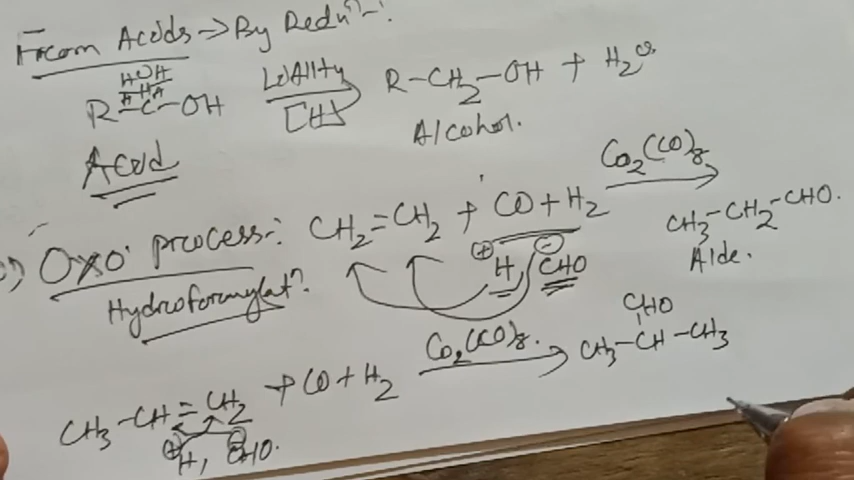 From Acids → By Redun:
R-C-OH LiAlH4 [H] R-CH2-OH + H2O
Acid Alcohol.
Oxo process:- CH2=CH2 + CO + H2 Co2(CO)8 CH3-CH2-CHO.
Hydroformylatn: ⊕ H, ⊖ CHO Alde.
CHO
CH3-CH=CH2 + CO + H2 Co2(CO)8. CH3-CH-CH3
⊕ H, ⊖ CHO.